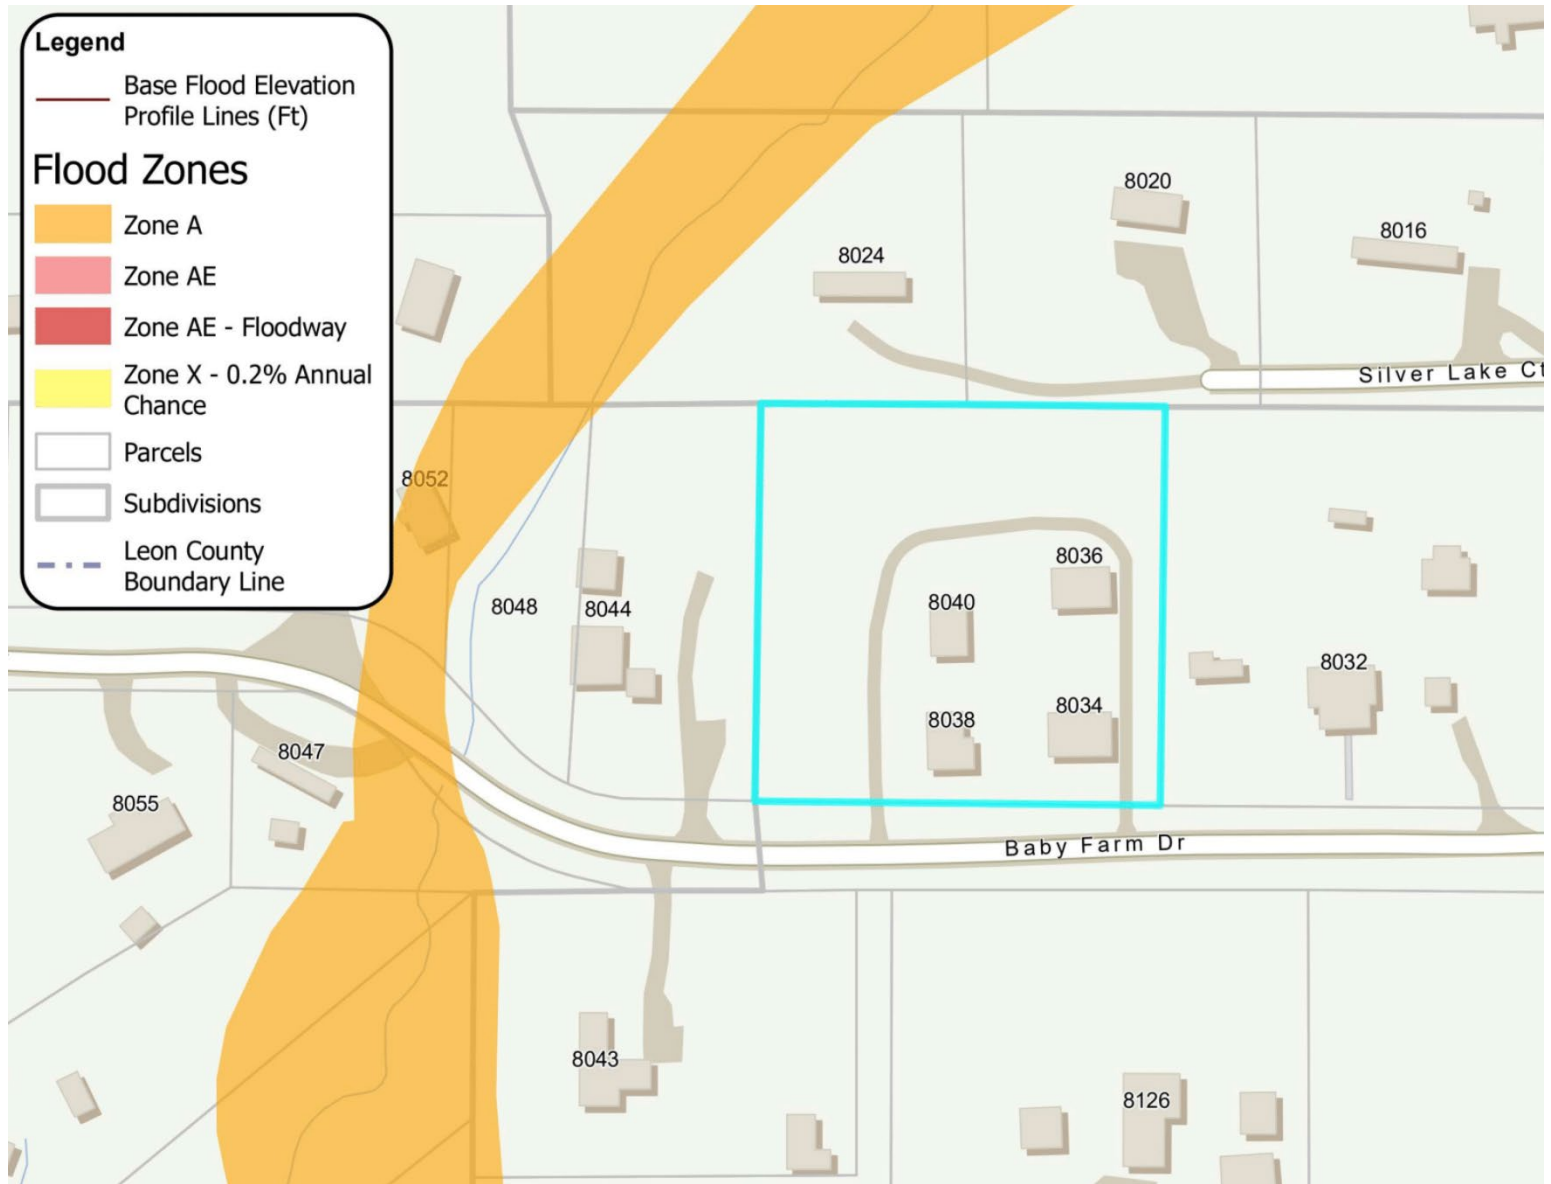 Legend
Base Flood Elevation
Profile Lines (Ft)
Flood Zones
Zone A
Zone AE
Zone AE - Floodway
Zone X - 0.2% Annual
Chance
Parcels
Subdivisions
Leon County
Boundary Line
8020
8016
8024
Silver Lake Ct
8052
8036
8040
8048
8044
8032
8034
8038
8047
8055
Baby Farm Dr
8043
8126